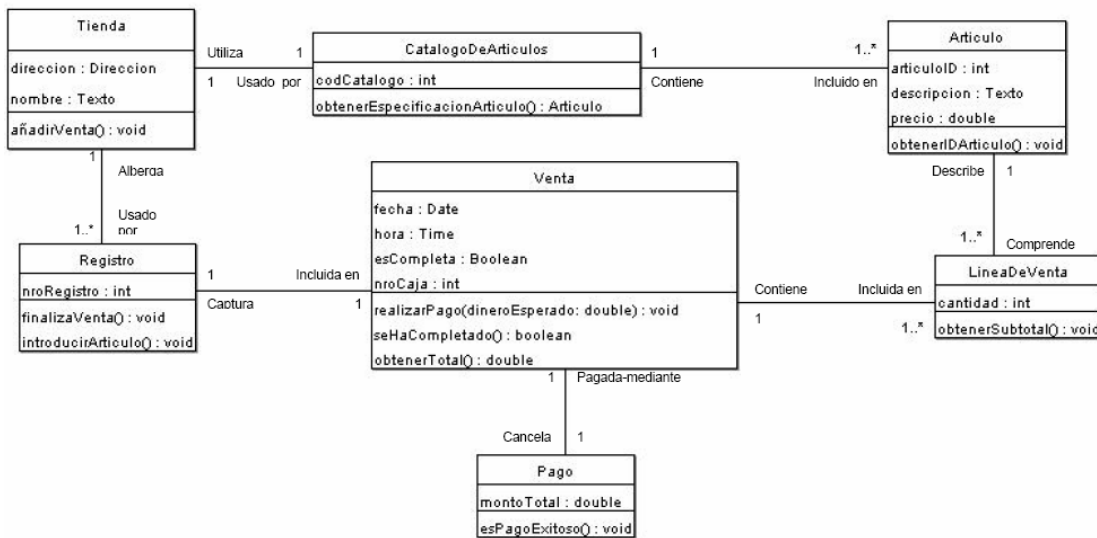 Tienda
direccion : Direccion
nombre : Texto
añadirVenta() : void
Utiliza
1
1
Usado por
CatalogoDeArticulos
codCatalogo : int
obtenerEspecificacionArticulo() : Articulo
1
1..*
Contiene
Incluido en
Articulo
articuloID : int
descripcion : Texto
precio : double
obtenerIDArticulo() : void
1
Alberga
Usado
por
1..*
Describe
1
1..*
Comprende
Registro
nroRegistro : int
finalizaVenta() : void
introducirArticulo() : void
1
Incluida en
Captura
1
Venta
fecha : Date
hora : Time
esCompleta : Boolean
nroCaja : int
realizarPago(dineroEsperado: double) : void
seHaCompletado() : boolean
obtenerTotal() : double
Contiene
Incluida en
1
1..*
LineaDeVenta
cantidad : int
obtenerSubtotal() : void
1
Pagada-mediante
Cancela
1
Pago
montoTotal : double
esPagoExitoso() : void